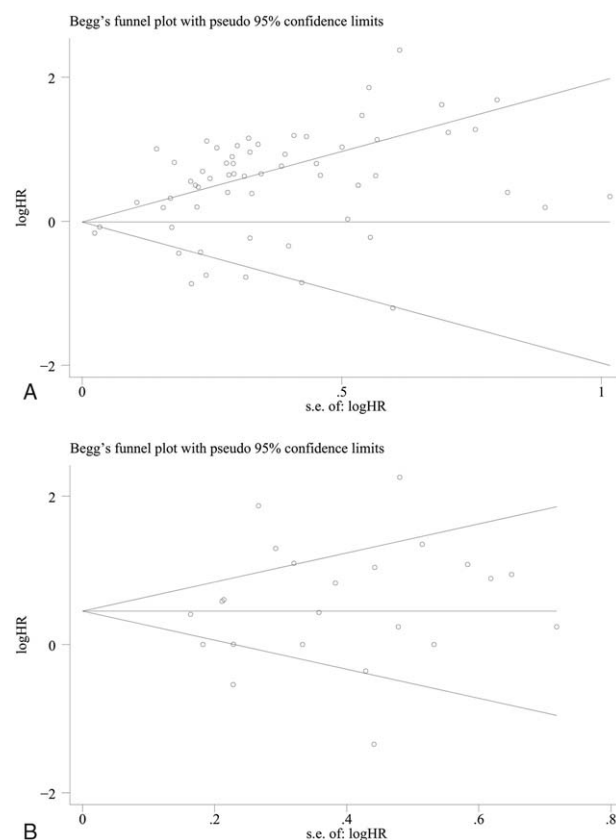 Begg's funnel plot with pseudo 95% confidence limits
2
logHR
0
−2
A
0
.5
1
s.e. of: logHR
Begg's funnel plot with pseudo 95% confidence limits
2
logHR
0
−2
B
0
.2
.4
.6
.8
s.e. of: logHR